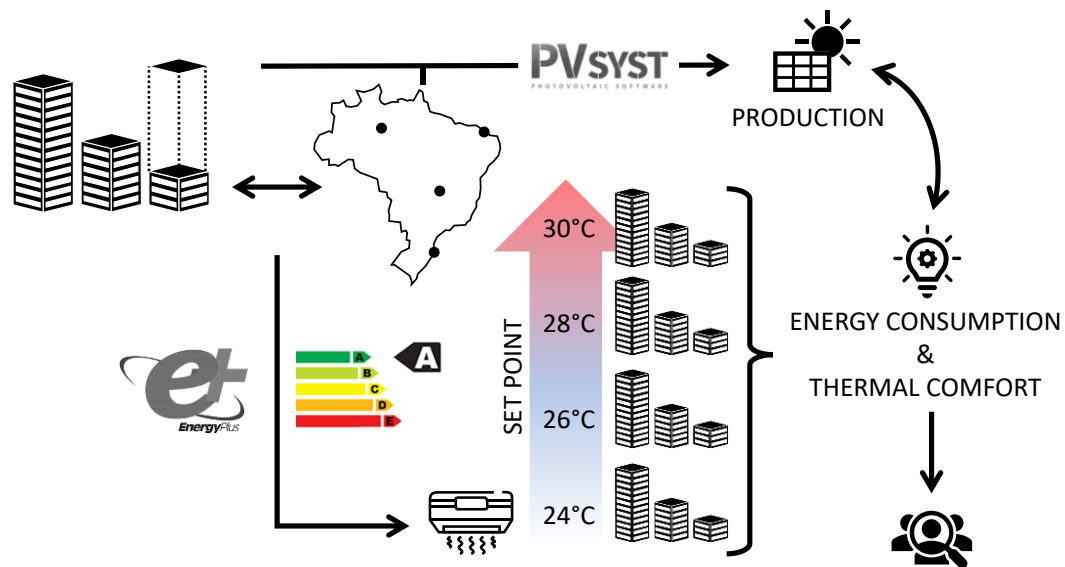 PVSYST
PHOTOVOLTAIC SOFTWARE
PRODUCTION
30°C
28°C
26°C
24°C
SET POINT
ENERGY CONSUMPTION
&
THERMAL COMFORT
e+
EnergyPlus
A
A
B
C
D
E